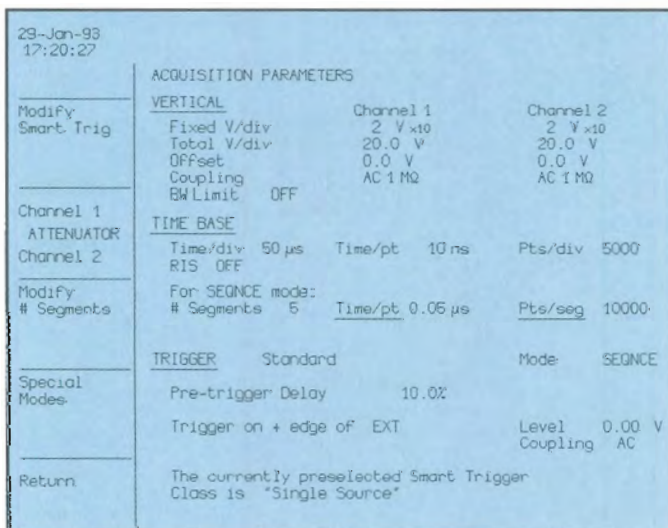 29-Jan-93
17:20:27
ACQUISITION PARAMETERS
Modify
Smart Trig
VERTICAL
Channel 1 Channel 2
Fixed V/div 2 V x10 2 V x10
Total V/div 20.0 V 20.0 V
Offset 0.0 V 0.0 V
Coupling AC 1 MΩ AC 1 MΩ
BW Limit OFF
Channel 1
ATTENUATOR
Channel 2
TIME BASE
Time/div 50 µs Time/pt 10 ns Pts/div 5000
RIS OFF
Modify
# Segments
For SEQNCE mode:
# Segments 5 Time/pt 0.05 µs Pts/seg 10000
TRIGGER Standard Mode SEQNCE
Special
Modes
Pre-trigger Delay 10.0%
Trigger on + edge of EXT Level 0.00 V
Coupling AC
Return
The currently preselected Smart Trigger
Class is "Single Source"